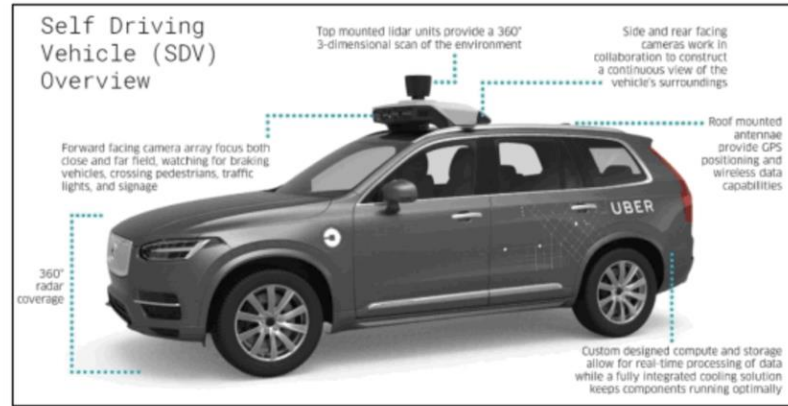 Self Driving
Vehicle (SDV)
Overview
Top mounted lidar units provide a 360°
3-dimensional scan of the environment
Side and rear facing
cameras work in
collaboration to construct
a continuous view of the
vehicle's surroundings
Forward facing camera array focus both
close and far field, watching for braking
vehicles, crossing pedestrians, traffic
lights, and signage
Roof mounted
antennae
provide GPS
positioning and
wireless data
capabilities
UBER
360°
radar
coverage
Custom designed compute and storage
allow for real-time processing of data
while a fully integrated cooling solution
keeps components running optimally